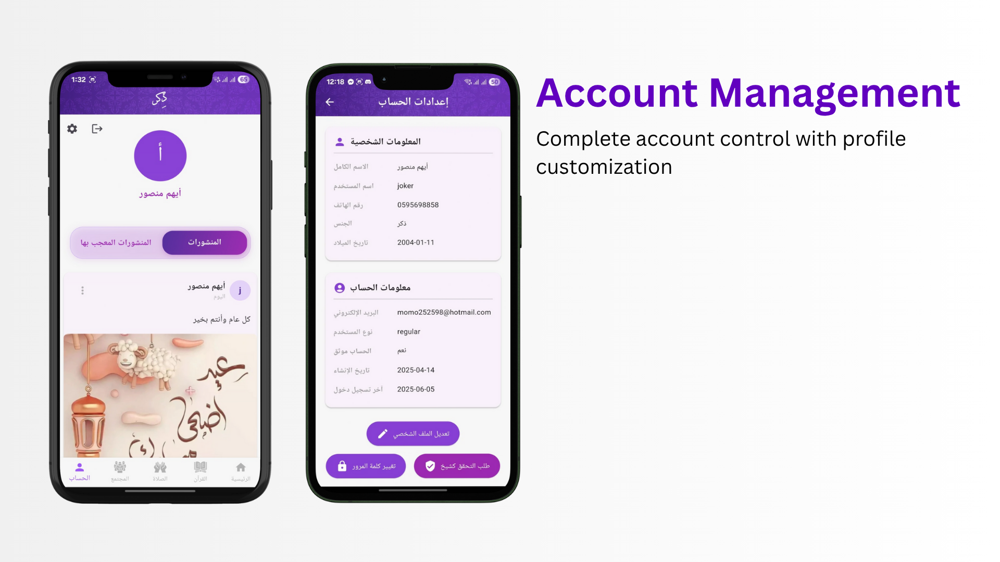 1:32
65
ذِكر
أ
أيهم منصور
المنشورات
المنشورات المعجب بها
j
أيهم منصور
اليوم
كل عام وأنتم بخير
عيد
أضحى
الرئيسية
القرآن
الصلاة
المجتمع
الحساب
12:18
50
إعدادات الحساب
المعلومات الشخصية
الاسم الكامل أيهم منصور
اسم المستخدم joker
رقم الهاتف 0595698858
الجنس ذكر
تاريخ الميلاد 2004-01-11
معلومات الحساب
البريد الإلكتروني momo252598@hotmail.com
نوع المستخدم regular
الحساب موثق نعم
تاريخ الإنشاء 2025-04-14
آخر تسجيل دخول 2025-06-05
تعديل الملف الشخصي
طلب التحقق كشيخ
تغيير كلمة المرور
Account Management
Complete account control with profile
customization